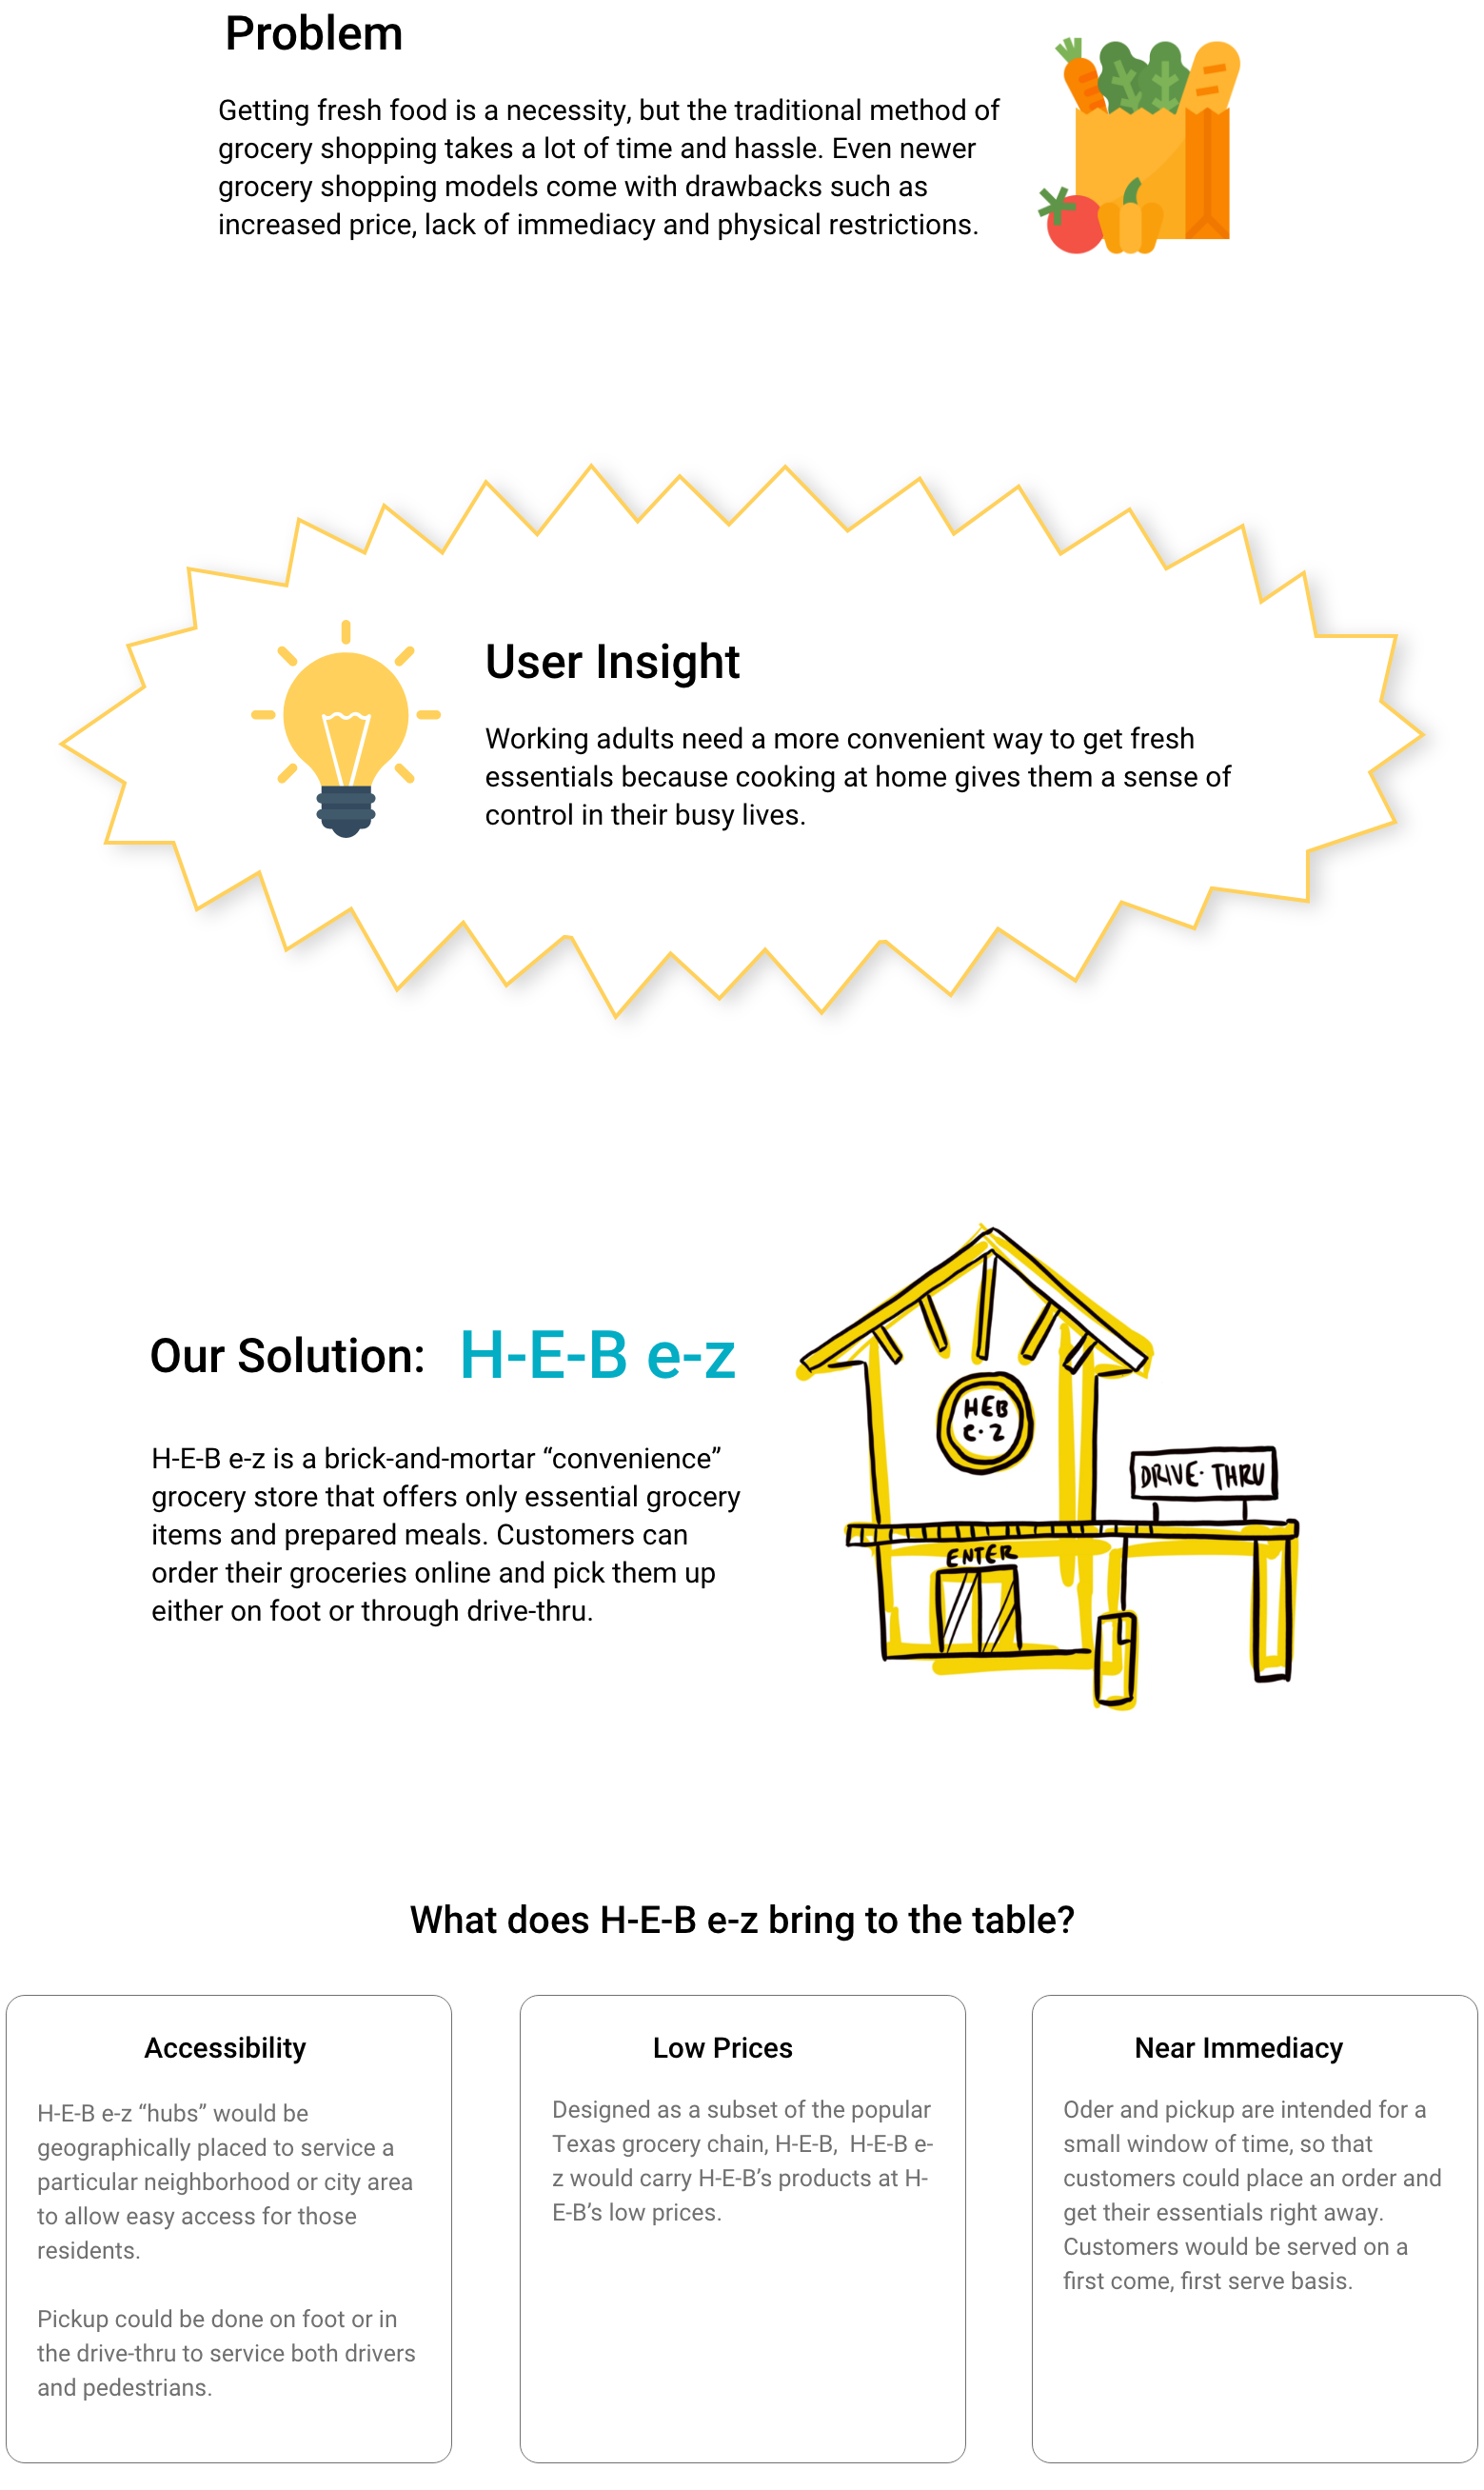 Problem
Getting fresh food is a necessity, but the traditional method of
grocery shopping takes a lot of time and hassle. Even newer
grocery shopping models come with drawbacks such as
increased price, lack of immediacy and physical restrictions.
User Insight
Working adults need a more convenient way to get fresh
essentials because cooking at home gives them a sense of
control in their busy lives.
Our Solution: H-E-B e-z
H-E-B e-z is a brick-and-mortar “convenience”
grocery store that offers only essential grocery
items and prepared meals. Customers can
order their groceries online and pick them up
either on foot or through drive-thru.
HEB
e·z
DRIVE·THRU
ENTER
What does H-E-B e-z bring to the table?
Accessibility
H-E-B e-z “hubs” would be
geographically placed to service a
particular neighborhood or city area
to allow easy access for those
residents.
Pickup could be done on foot or in
the drive-thru to service both drivers
and pedestrians.
Low Prices
Designed as a subset of the popular
Texas grocery chain, H-E-B,  H-E-B e-
z would carry H-E-B’s products at H-
E-B’s low prices.
Near Immediacy
Oder and pickup are intended for a
small window of time, so that
customers could place an order and
get their essentials right away.
Customers would be served on a
first come, first serve basis.